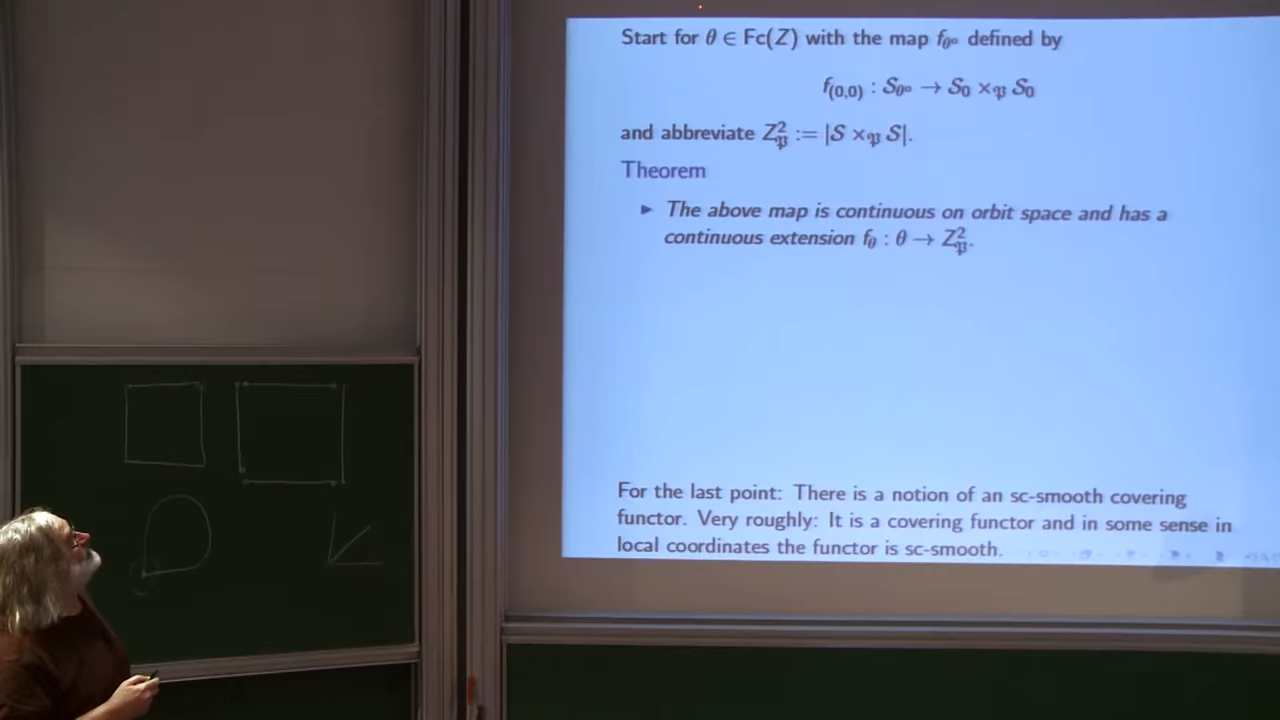 Start for θ ∈ Fc(Z) with the map f_{θ°} defined by
f_{(0,0)} : S_{θ°} → S_0 ×_𝔓 S_0
and abbreviate Z²_𝔓 := |S ×_𝔓 S|.
Theorem
▶ The above map is continuous on orbit space and has a
continuous extension f_θ : θ → Z²_𝔓.
For the last point: There is a notion of an sc-smooth covering
functor. Very roughly: It is a covering functor and in some sense in
local coordinates the functor is sc-smooth.